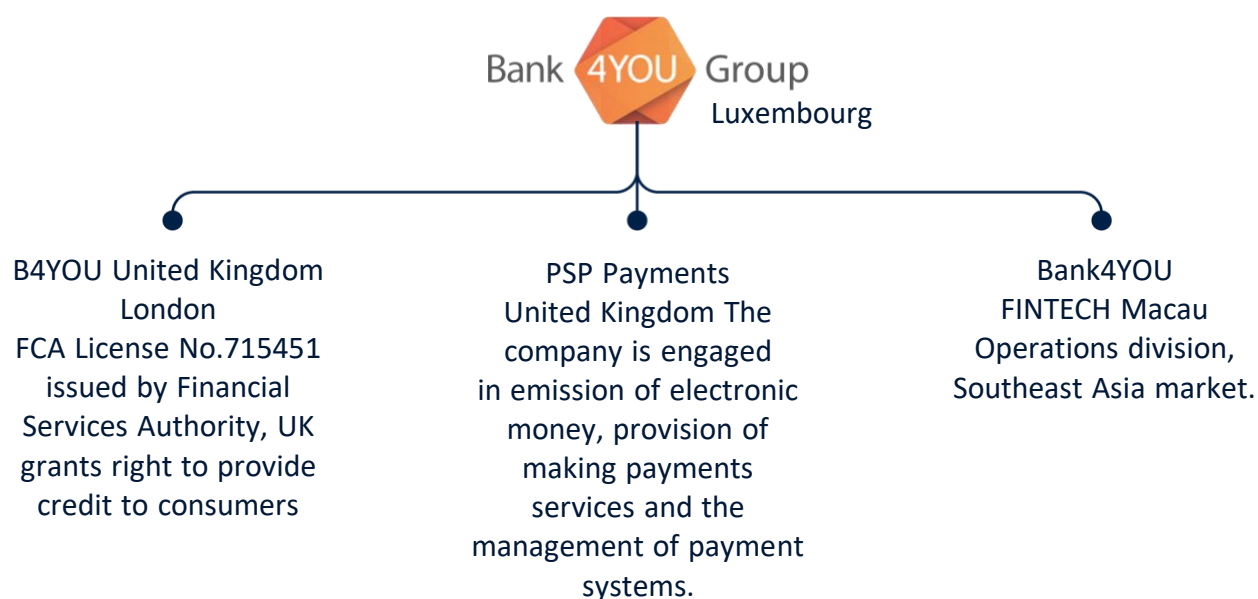 Bank 4YOU Group
Luxembourg
B4YOU United Kingdom
London
FCA License No.715451
issued by Financial
Services Authority, UK
grants right to provide
credit to consumers
PSP Payments
United Kingdom The
company is engaged
in emission of electronic
money, provision of
making payments
services and the
management of payment
systems.
Bank4YOU
FINTECH Macau
Operations division,
Southeast Asia market.